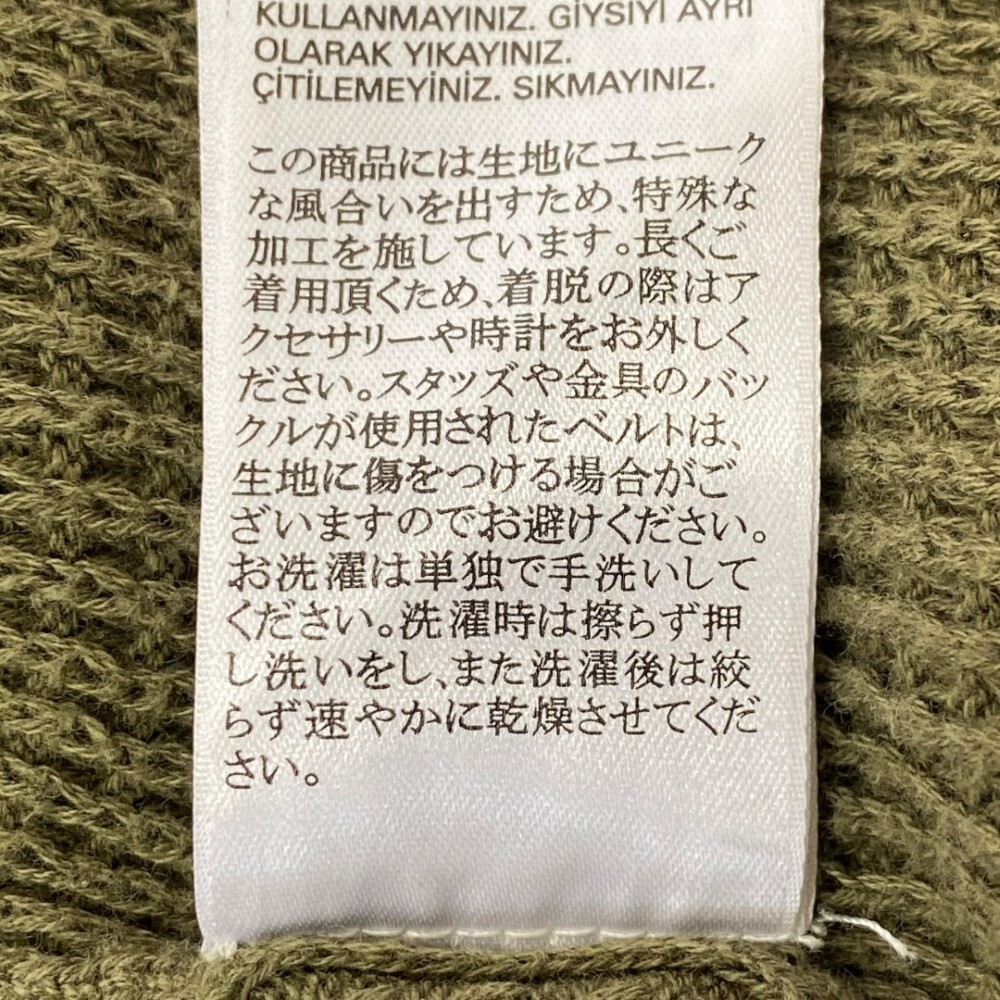 KULLANMAYINIZ. GİYSİYİ AYRI
OLARAK YIKAYINIZ.
ÇİTİLEMEYİNİZ. SIKMAYINIZ.
この商品には生地にユニーク
な風合いを出すため、特殊な
加工を施しています。長くご
着用頂くため、着脱の際はア
クセサリーや時計をお外しく
ださい。スタッズや金具のバッ
クルが使用されたベルトは、
生地に傷をつける場合がご
ざいますのでお避けください。
お洗濯は単独で手洗いして
ください。洗濯時は擦らず押
し洗いをし、また洗濯後は絞
らず速やかに乾燥させてくだ
さい。